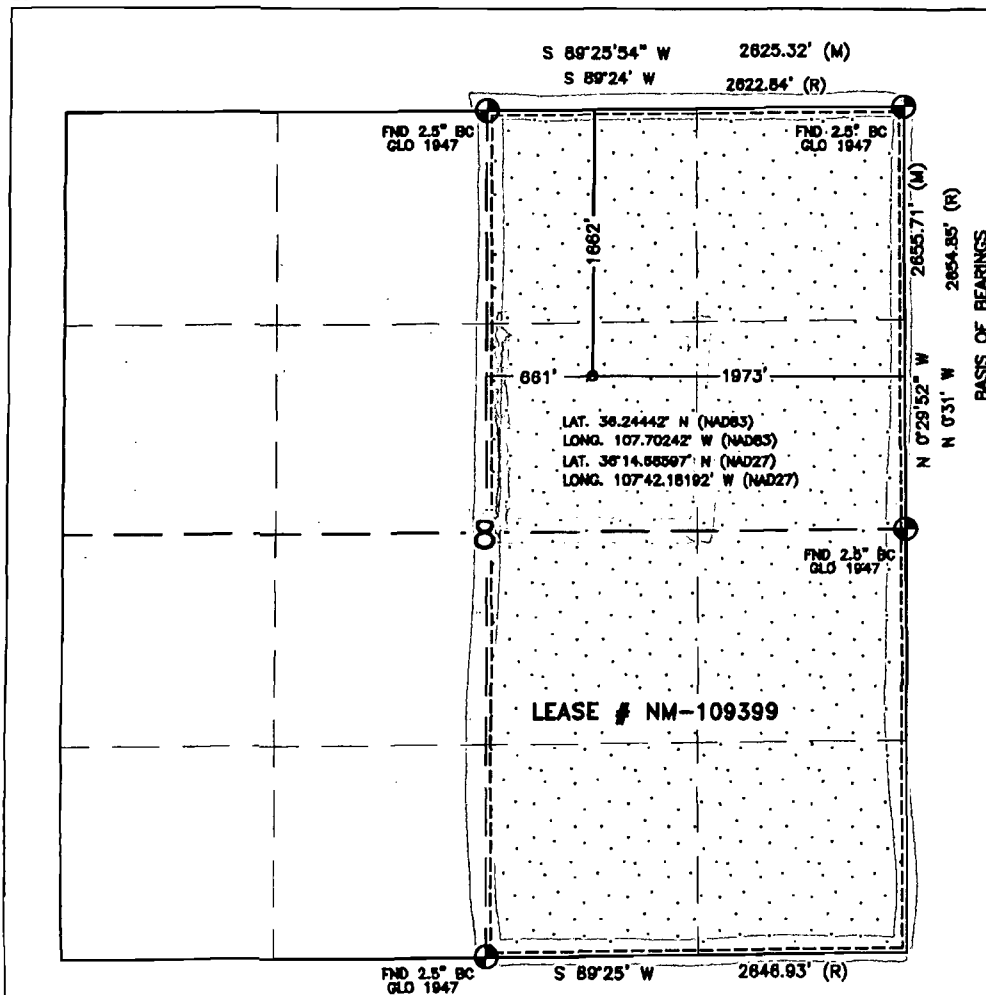 S 89°25'54" W 2625.32' (M)
S 89°24' W 2622.84' (R)
FND 2.5" BC
GLO 1947
FND 2.5" BC
GLO 1947
1662'
2655.71' (M)
2654.85' (R)
N 0°29'52" W
N 0°31' W
BASIS OF BEARINGS
661' 1973'
LAT. 36.24442° N (NAD83)
LONG. 107.70242° W (NAD83)
LAT. 36°14.66597' N (NAD27)
LONG. 107°42.18192' W (NAD27)
8
FND 2.5" BC
GLO 1947
LEASE # NM-109399
FND 2.5" BC
GLO 1947
S 89°25' W 2646.93' (R)